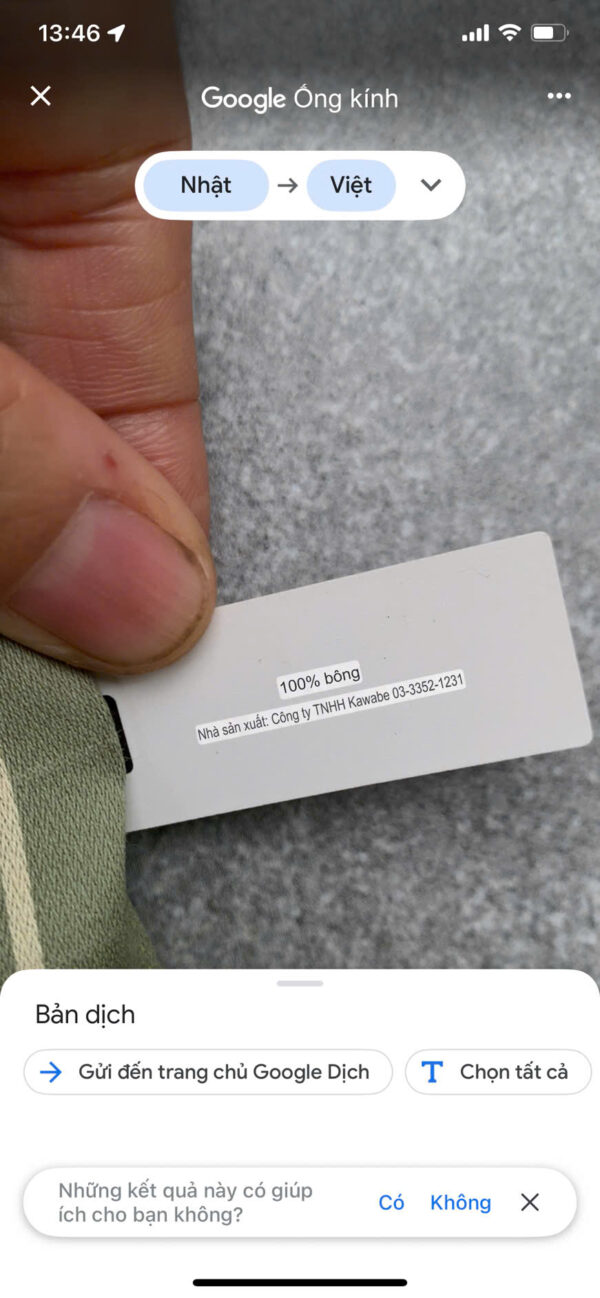 13:46
Google Ống kính
Nhật → Việt
100% bông
Nhà sản xuất: Công ty TNHH Kawabe 03-3352-1231
Bản dịch
Gửi đến trang chủ Google Dịch
Chọn tất cả
Những kết quả này có giúp
ích cho bạn không?
Có
Không